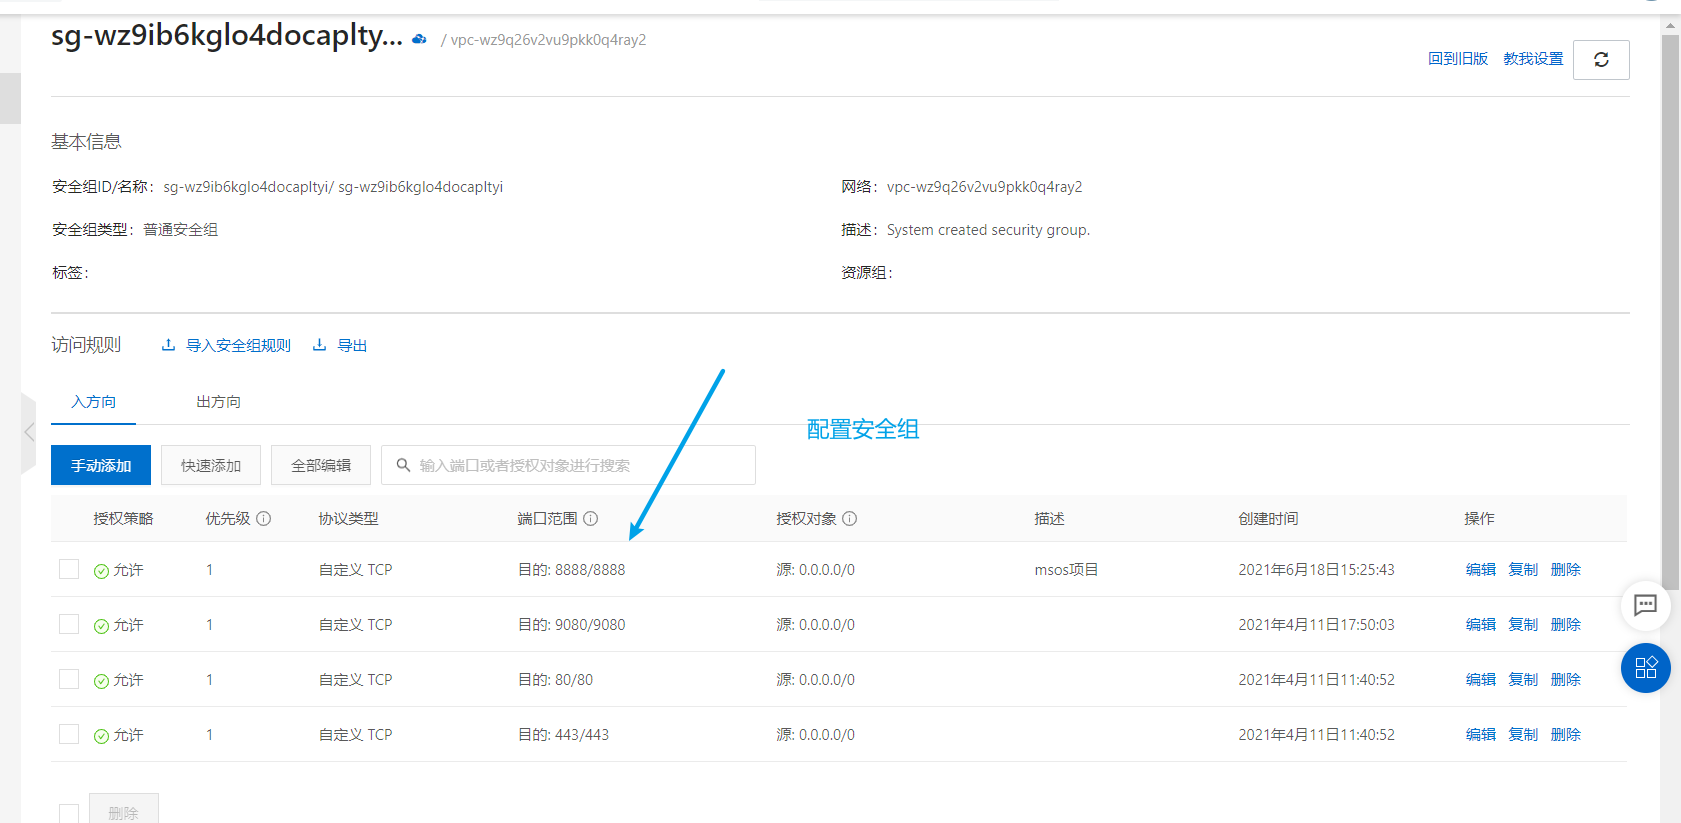 sg-wz9ib6kglo4docaplty... / vpc-wz9q26v2vu9pkk0q4ray2
回到旧版 教我设置
基本信息
安全组ID/名称： sg-wz9ib6kglo4docapltyi/ sg-wz9ib6kglo4docapltyi 网络： vpc-wz9q26v2vu9pkk0q4ray2
安全组类型： 普通安全组 描述： System created security group.
标签： 资源组：
访问规则 导入安全组规则 导出
入方向 出方向
配置安全组
手动添加 快速添加 全部编辑 输入端口或者授权对象进行搜索
授权策略 优先级 协议类型 端口范围 授权对象 描述 创建时间 操作
允许 1 自定义 TCP 目的: 8888/8888 源: 0.0.0.0/0 msos项目 2021年6月18日15:25:43 编辑 复制 删除
允许 1 自定义 TCP 目的: 9080/9080 源: 0.0.0.0/0 2021年4月11日17:50:03 编辑 复制 删除
允许 1 自定义 TCP 目的: 80/80 源: 0.0.0.0/0 2021年4月11日11:40:52 编辑 复制 删除
允许 1 自定义 TCP 目的: 443/443 源: 0.0.0.0/0 2021年4月11日11:40:52 编辑 复制 删除
删除